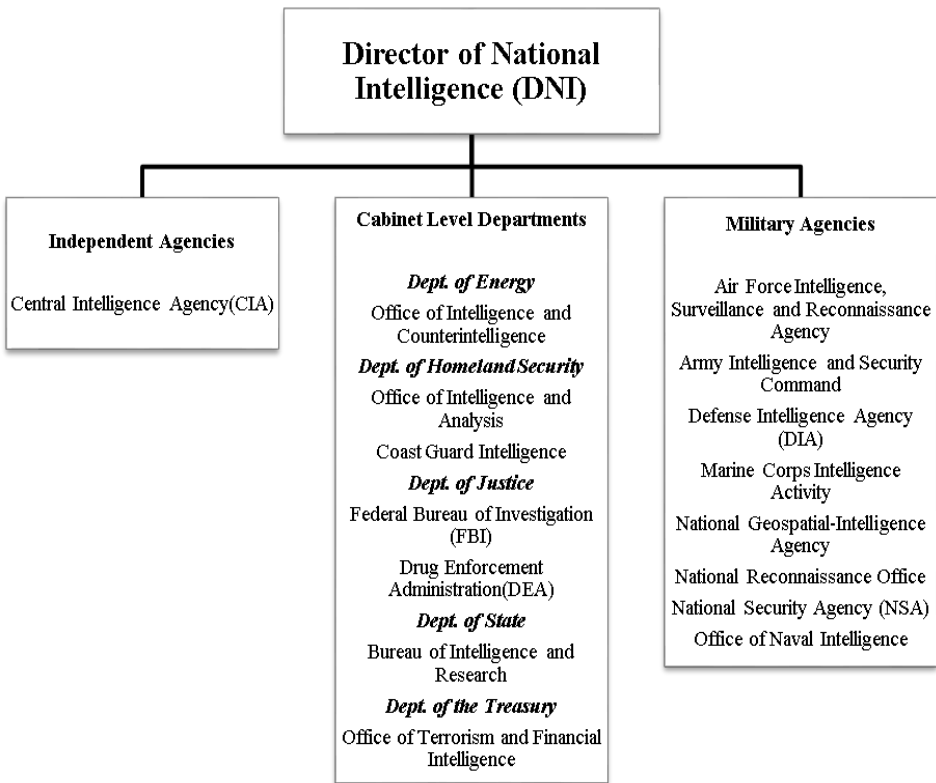 Director of National
Intelligence (DNI)
Independent Agencies
Central Intelligence Agency(CIA)
Cabinet Level Departments
Dept. of Energy
Office of Intelligence and
Counterintelligence
Dept. of Homeland Security
Office of Intelligence and
Analysis
Coast Guard Intelligence
Dept. of Justice
Federal Bureau of Investigation
(FBI)
Drug Enforcement
Administration(DEA)
Dept. of State
Bureau of Intelligence and
Research
Dept. of the Treasury
Office of Terrorism and Financial
Intelligence
Military Agencies
Air Force Intelligence,
Surveillance and Reconnaissance
Agency
Army Intelligence and Security
Command
Defense Intelligence Agency
(DIA)
Marine Corps Intelligence
Activity
National Geospatial-Intelligence
Agency
National Reconnaissance Office
National Security Agency (NSA)
Office of Naval Intelligence